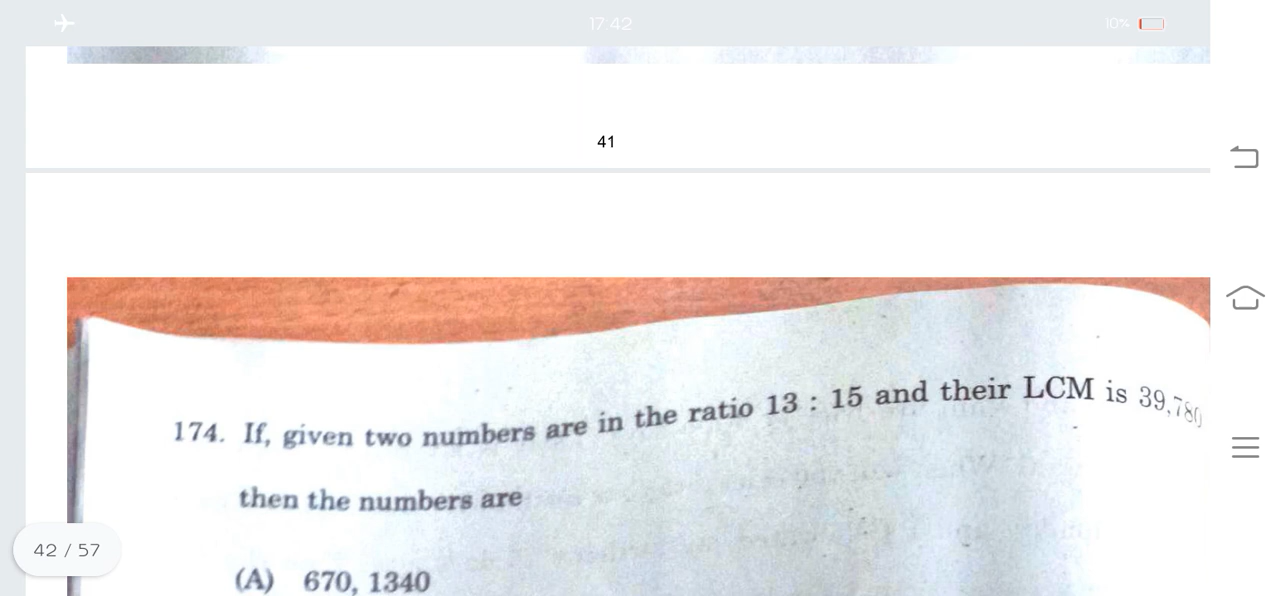 17:42
10%
41
174. If, given two numbers are in the ratio 13 : 15 and their LCM is 39,780
then the numbers are
42 / 57
(A) 670, 1340